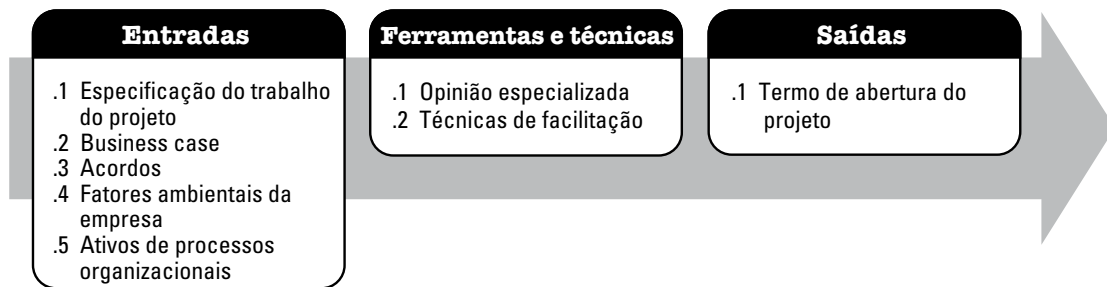 Entradas
.1 Especificação do trabalho
do projeto
.2 Business case
.3 Acordos
.4 Fatores ambientais da
empresa
.5 Ativos de processos
organizacionais
Ferramentas e técnicas
.1 Opinião especializada
.2 Técnicas de facilitação
Saídas
.1 Termo de abertura do
projeto